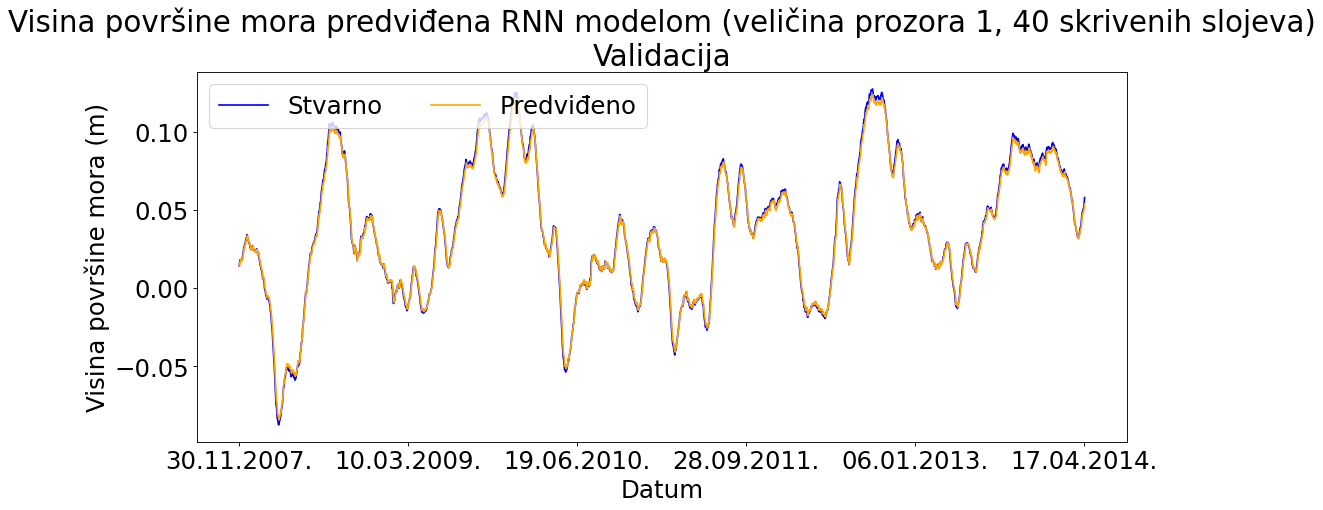 Visina površine mora predviđena RNN modelom (veličina prozora 1, 40 skrivenih slojeva)
Validacija
Stvarno Predviđeno
Visina površine mora (m)
0.10
0.05
0.00
−0.05
30.11.2007. 10.03.2009. 19.06.2010. 28.09.2011. 06.01.2013. 17.04.2014.
Datum